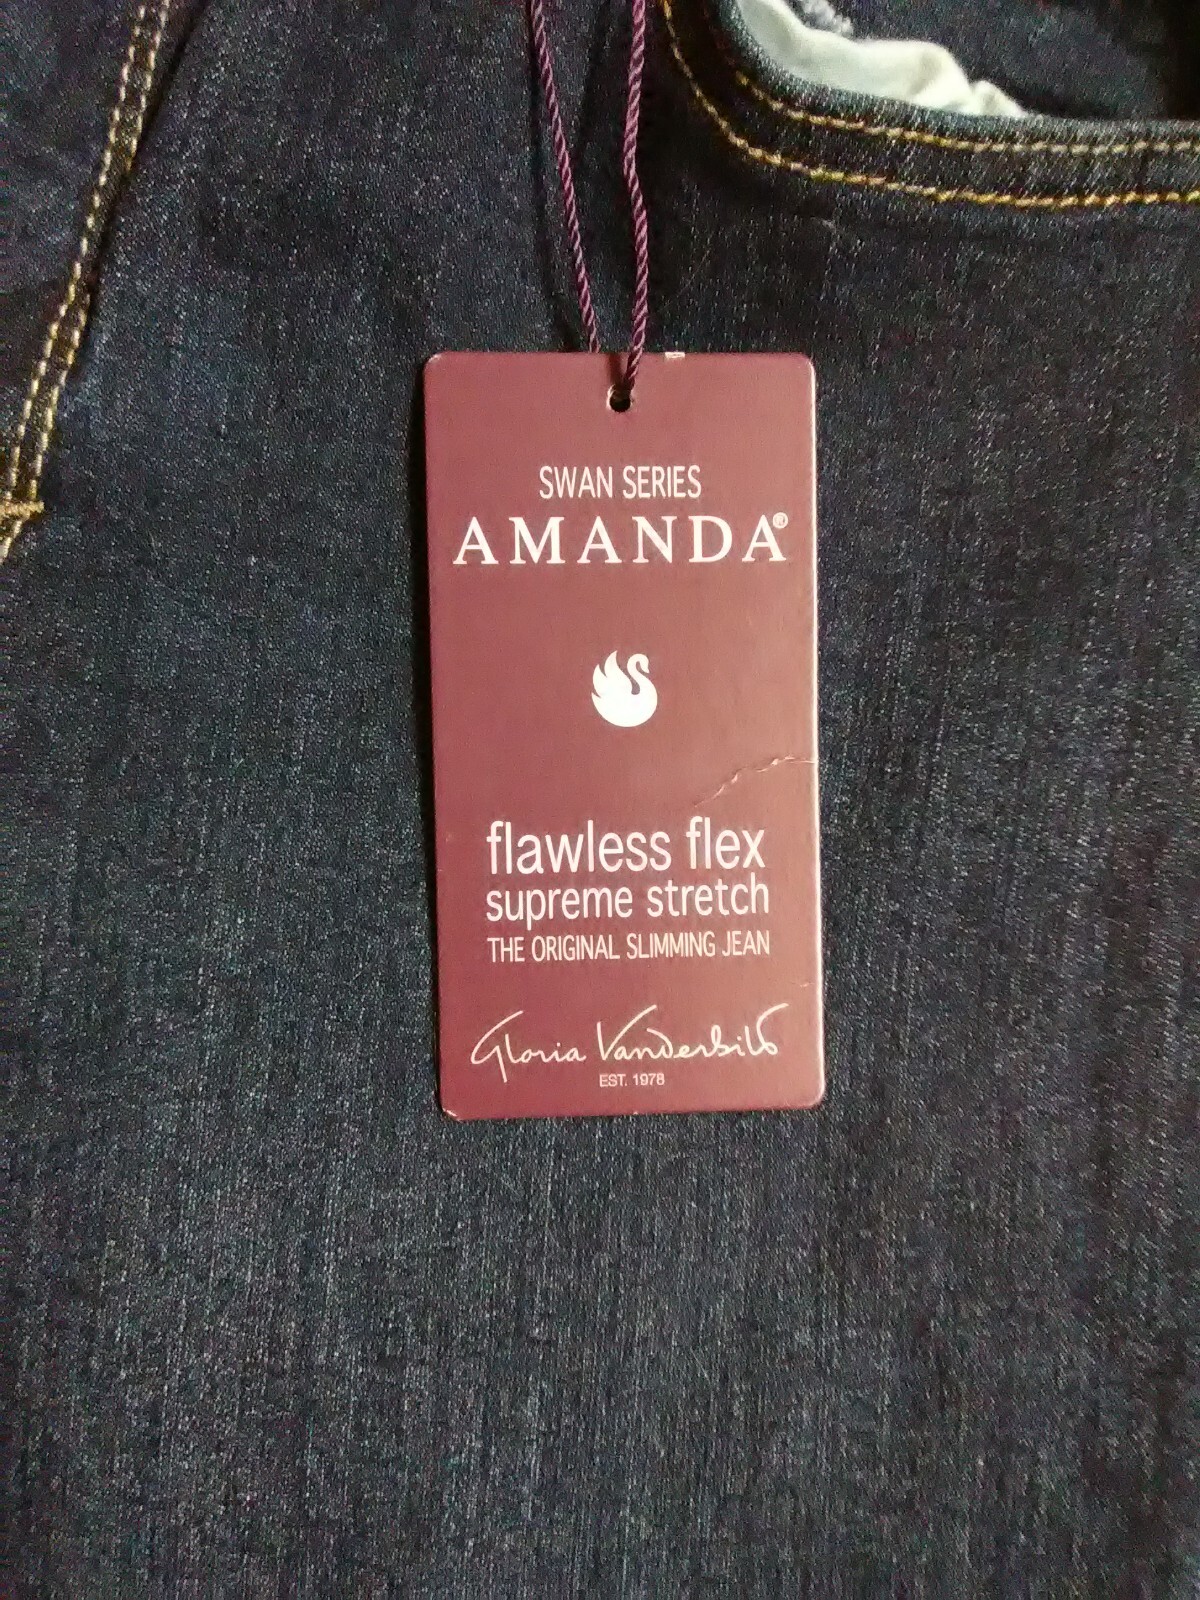 SWAN SERIES
AMANDA®
flawless flex
supreme stretch
THE ORIGINAL SLIMMING JEAN
Gloria Vanderbilt
EST. 1978